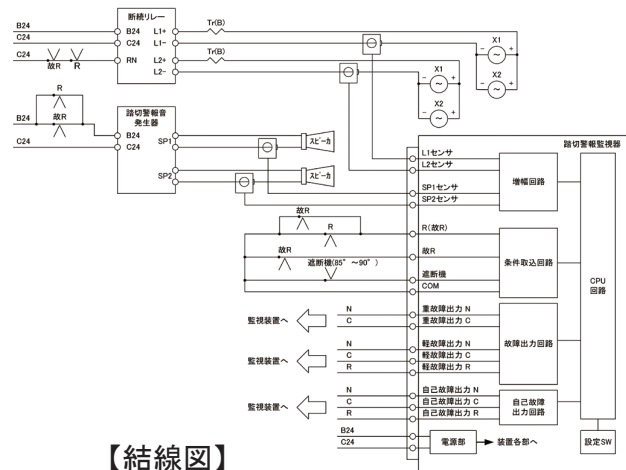 断続リレー
B24 B24 L1+ Tr(B)
C24 C24 L1-
C24 故R R RN L2+ Tr(B)
L2-
- X1 +
- X2 +
- X1 +
- X2 +
R
故R
B24
C24
踏切警報音
発生器
B24
C24
SP1
SP2
スピーカ
スピーカ
踏切警報監視器
L1センサ
L2センサ
SP1センサ
SP2センサ
増幅回路
故R
R
R(故R)
故R
故R
遮断機(85°~90°)
遮断機
COM
条件取込回路
CPU
回路
監視装置へ
N 重故障出力 N
C 重故障出力 C
監視装置へ
N 軽故障出力 N
C 軽故障出力 C
R 軽故障出力 R
故障出力回路
監視装置へ
N 自己故障出力 N
C 自己故障出力 C
R 自己故障出力 R
自己故障
出力回路
B24
C24
電源部
装置各部へ
設定SW
【結線図】